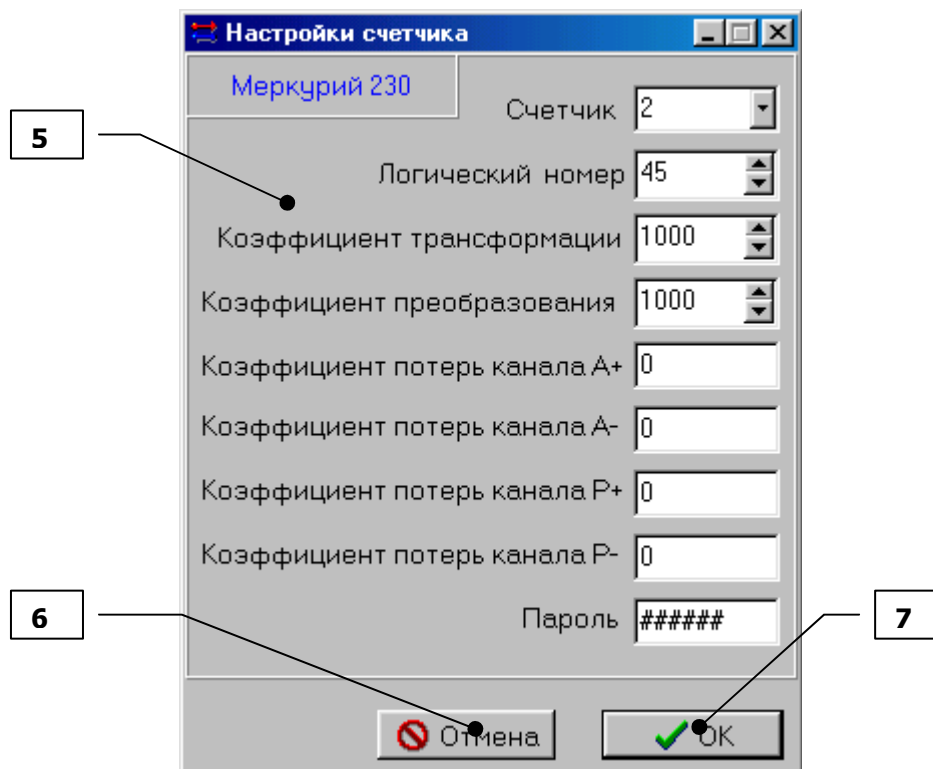 Настройки счетчика
Меркурий 230
Счетчик 2
5
Логический номер 45
Коэффициент трансформации 1000
Коэффициент преобразования 1000
Коэффициент потерь канала А+ 0
Коэффициент потерь канала А- 0
Коэффициент потерь канала Р+ 0
Коэффициент потерь канала Р- 0
6
Пароль ######
7
Отмена
OK